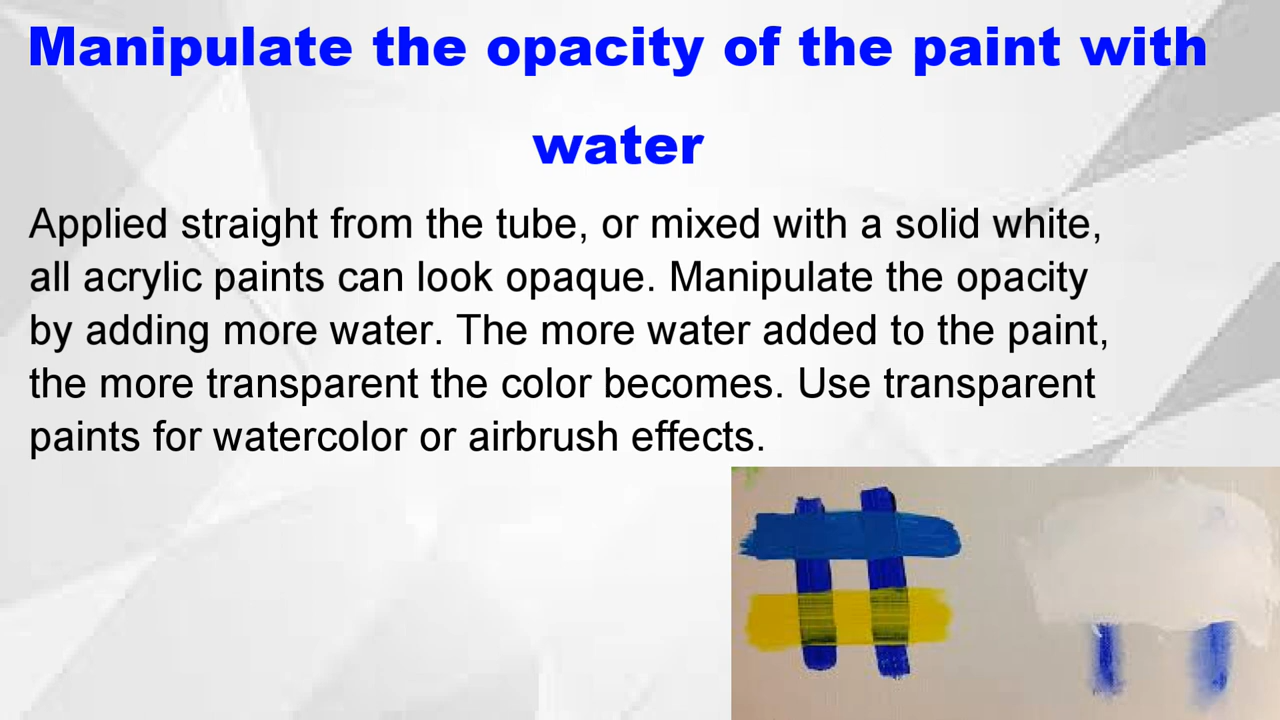 Manipulate the opacity of the paint with
water
Applied straight from the tube, or mixed with a solid white,
all acrylic paints can look opaque. Manipulate the opacity
by adding more water. The more water added to the paint,
the more transparent the color becomes. Use transparent
paints for watercolor or airbrush effects.